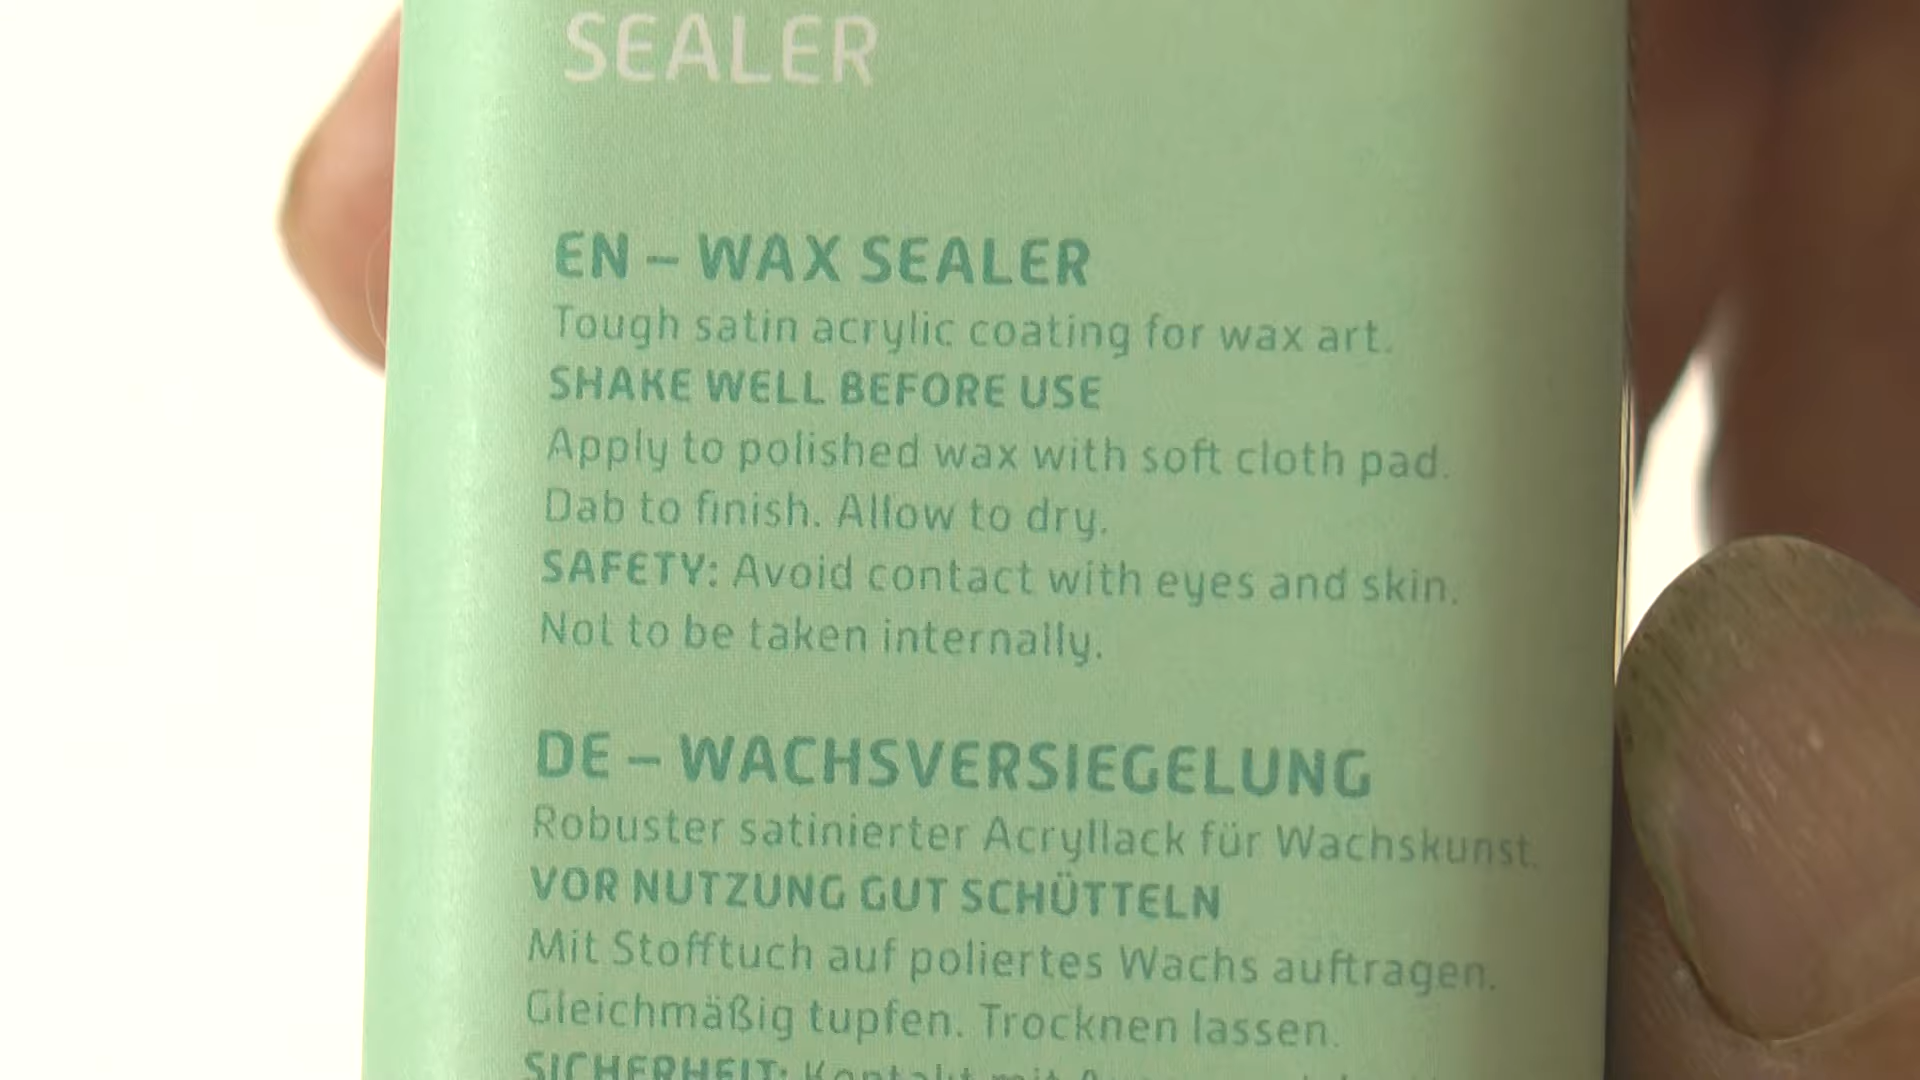 SEALER
EN – WAX SEALER
Tough satin acrylic coating for wax art.
SHAKE WELL BEFORE USE
Apply to polished wax with soft cloth pad.
Dab to finish. Allow to dry.
SAFETY: Avoid contact with eyes and skin.
Not to be taken internally.
DE – WACHSVERSIEGELUNG
Robuster satinierter Acryllack für Wachskunst.
VOR NUTZUNG GUT SCHÜTTELN
Mit Stofftuch auf poliertes Wachs auftragen.
Gleichmäßig tupfen. Trocknen lassen.
SICHERHEIT: Kontakt mit